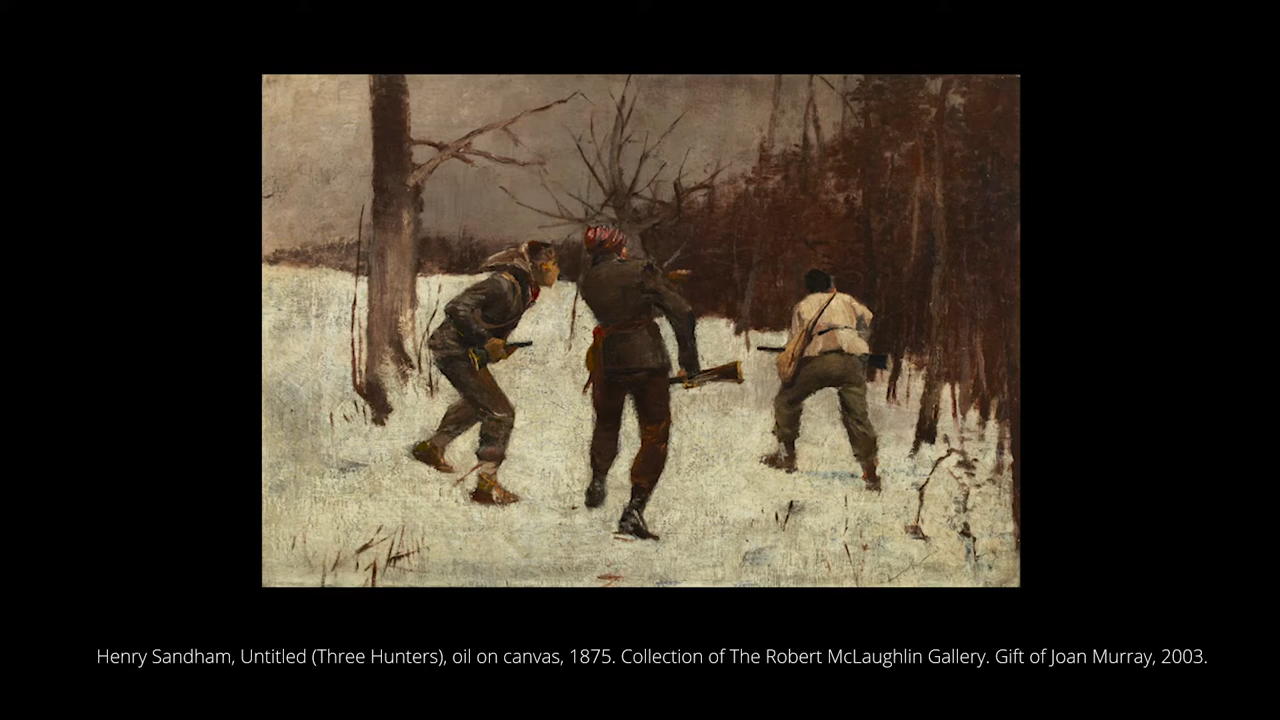 Henry Sandham, Untitled (Three Hunters), oil on canvas, 1875. Collection of The Robert McLaughlin Gallery. Gift of Joan Murray, 2003.